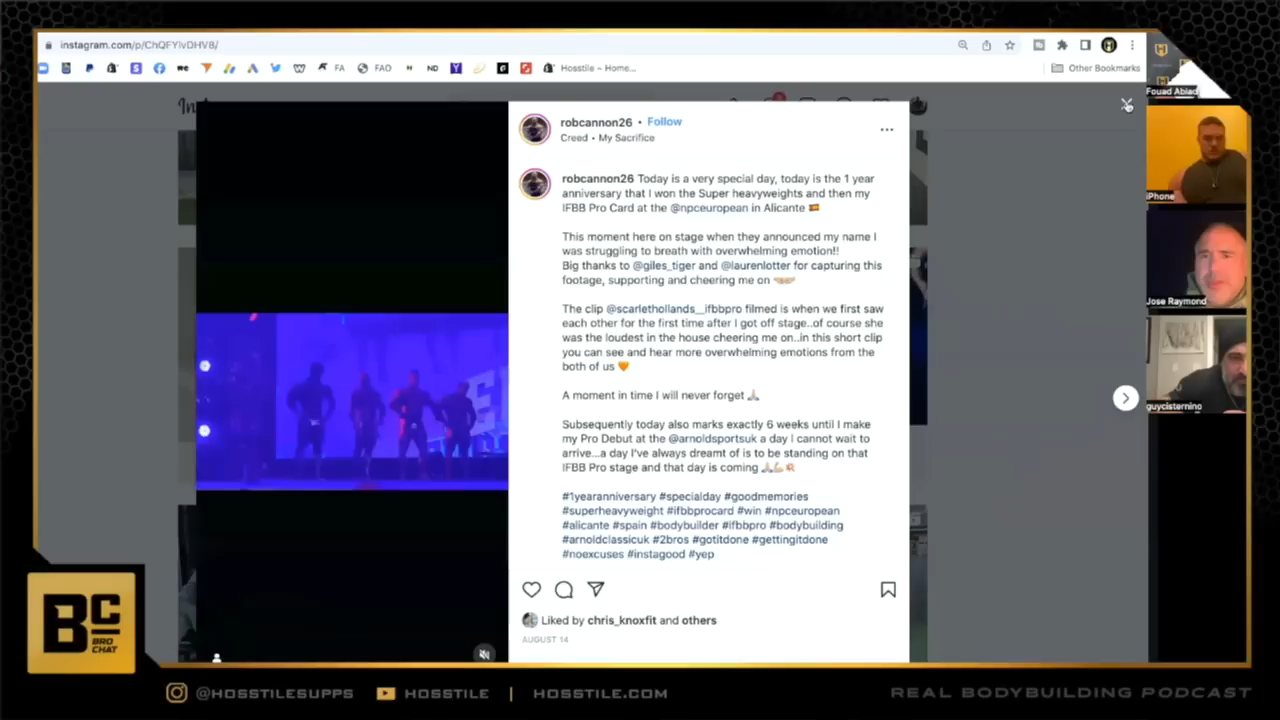 instagram.com/p/ChQFYlvDHV8/
FA
FAO
ND
Hosstile ~ Home...
Other Bookmarks
Fouad Abiad
robcannon26 • Follow
Creed • My Sacrifice
robcannon26 Today is a very special day, today is the 1 year
anniversary that I won the Super heavyweights and then my
IFBB Pro Card at the @npceuropean in Alicante 🇪🇸
This moment here on stage when they announced my name I
was struggling to breath with overwhelming emotion!!
Big thanks to @giles_tiger and @laurenlotter for capturing this
footage, supporting and cheering me on
The clip @scarlethollands__ifbbpro filmed is when we first saw
each other for the first time after I got off stage..of course she
was the loudest in the house cheering me on..in this short clip
you can see and hear more overwhelming emotions from the
both of us 🧡
A moment in time I will never forget 🙏🏼
Subsequently today also marks exactly 6 weeks until I make
my Pro Debut at the @arnoldsportsuk a day I cannot wait to
arrive...a day I've always dreamt of is to be standing on that
IFBB Pro stage and that day is coming
#1yearanniversary #specialday #goodmemories
#superheavyweight #ifbbprocard #win #npceuropean
#alicante #spain #bodybuilder #ifbbpro #bodybuilding
#arnoldclassicuk #2bros #gotitdone #gettingitdone
#noexcuses #instagood #yep
Liked by chris_knoxfit and others
AUGUST 14
iPhone
Jose Raymond
guycisternino
BC
BRO
CHAT
@HOSSTILESUPPS
HOSSTILE | HOSSTILE.COM
REAL BODYBUILDING PODCAST